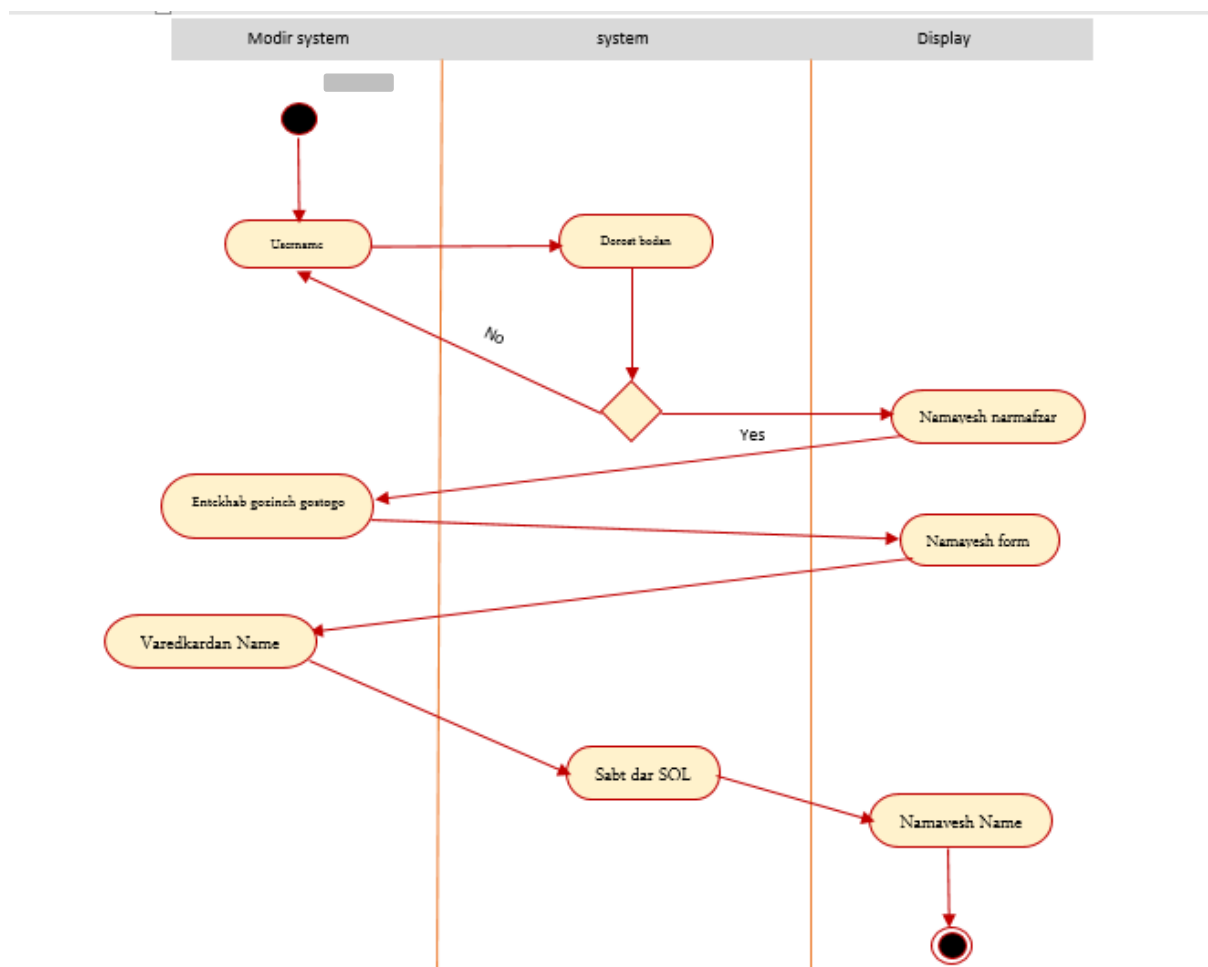 Modir system
system
Display
Username
Dorost bodan
No
Yes
Namayesh narmafzar
Entekhab gozineh gostogo
Namayesh form
Varedkardan Name
Sabt dar SQL
Namayesh Name